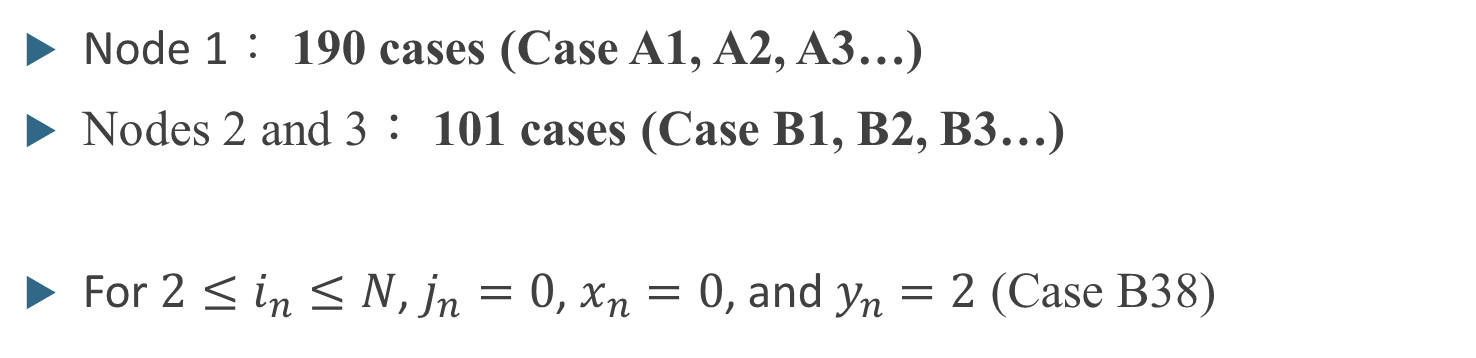 ▶ Node 1： 190 cases (Case A1, A2, A3…)
▶ Nodes 2 and 3： 101 cases (Case B1, B2, B3…)
▶ For 2 ≤ iₙ ≤ N, jₙ = 0, xₙ = 0, and yₙ = 2 (Case B38)